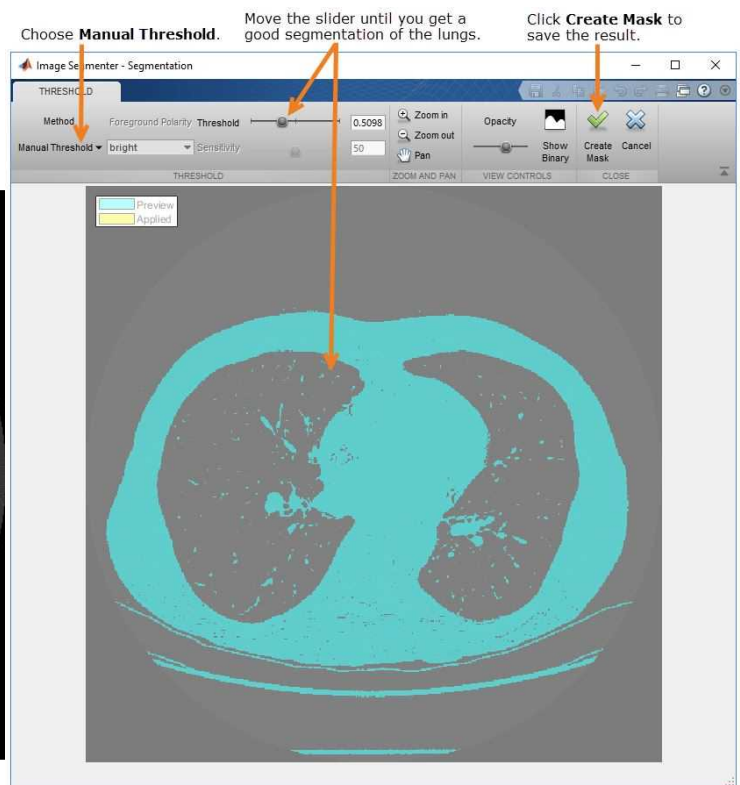 Choose Manual Threshold.
Move the slider until you get a
good segmentation of the lungs.
Click Create Mask to
save the result.
Image Segmenter - Segmentation
THRESHOLD
Method
Foreground Polarity
Threshold
0.5098
Manual Threshold
bright
Sensitivity
50
THRESHOLD
Zoom in
Zoom out
Pan
ZOOM AND PAN
Opacity
Show
Binary
VIEW CONTROLS
Create
Mask
Cancel
CLOSE
Preview
Applied